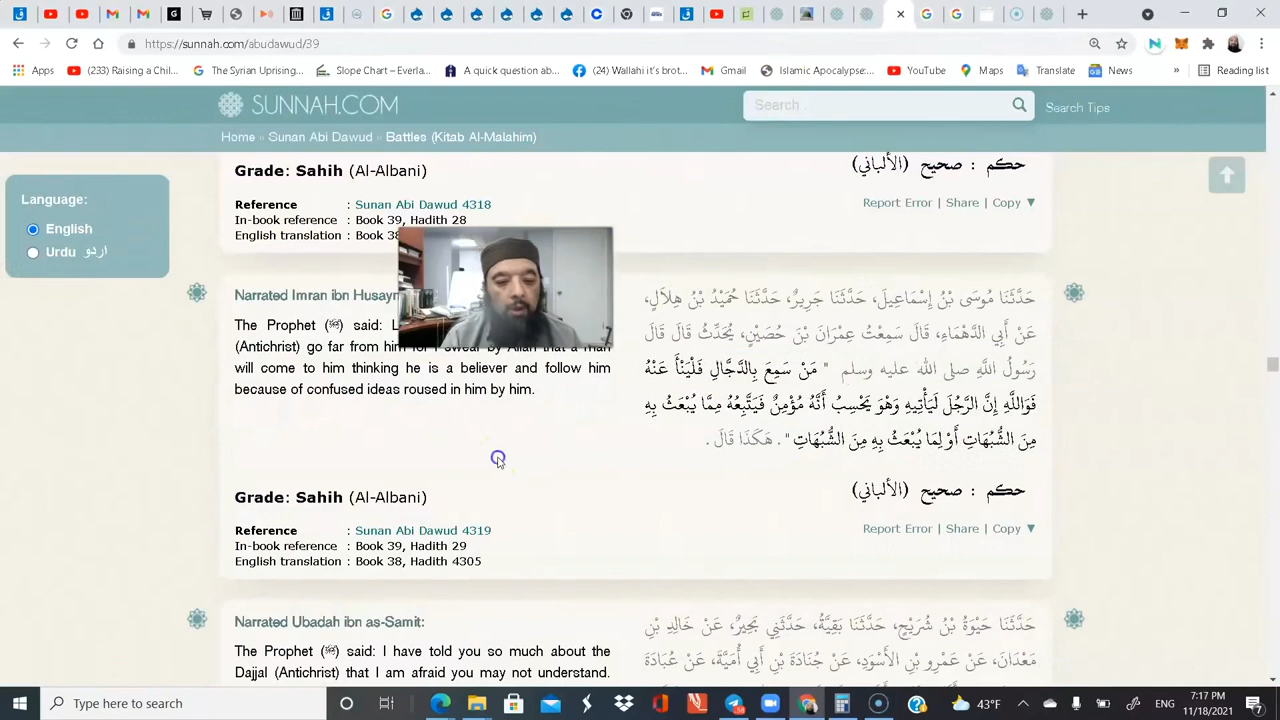 https://sunnah.com/abudawud/39
Apps
(233) Raising a Chil...
The Syrian Uprising...
Slope Chart – Everla...
A quick question ab...
(24) Wallahi it's brot...
Gmail
Islamic Apocalypse:...
YouTube
Maps
Translate
News
»
Reading list
SUNNAH.COM
Search .
Search Tips
Home » Sunan Abi Dawud » Battles (Kitab Al-Malahim)
Language:
English
Urdu اردو
Grade: Sahih (Al-Albani)
حكم : صحيح (الألباني)
Reference : Sunan Abi Dawud 4318
Report Error | Share | Copy ▼
In-book reference : Book 39, Hadith 28
English translation : Book 38
Narrated Imran ibn Husayn
The Prophet (ﷺ) said: L
(Antichrist) go far from him for I swear by Allah that a man
will come to him thinking he is a believer and follow him
because of confused ideas roused in him by him.
حَدَّثَنَا مُوسَى بْنُ إِسْمَاعِيلَ، حَدَّثَنَا جَرِيرٌ، حَدَّثَنَا حُمَيْدُ بْنُ هِلاَلٍ،
عَنْ أَبِي الدَّهْمَاءِ، قَالَ سَمِعْتُ عِمْرَانَ بْنَ حُصَيْنٍ، يُحَدِّثُ قَالَ قَالَ
رَسُولُ اللَّهِ صلى الله عليه وسلم " مَنْ سَمِعَ بِالدَّجَّالِ فَلْيَنْأَ عَنْهُ
فَوَاللَّهِ إِنَّ الرَّجُلَ لَيَأْتِيهِ وَهُوَ يَحْسِبُ أَنَّهُ مُؤْمِنٌ فَيَتَّبِعُهُ مِمَّا يُبْعَثُ بِهِ
مِنَ الشُّبُهَاتِ أَوْ لِمَا يُبْعَثُ بِهِ مِنَ الشُّبُهَاتِ " . هَكَذَا قَالَ .
Grade: Sahih (Al-Albani)
حكم : صحيح (الألباني)
Reference : Sunan Abi Dawud 4319
Report Error | Share | Copy ▼
In-book reference : Book 39, Hadith 29
English translation : Book 38, Hadith 4305
Narrated Ubadah ibn as-Samit:
The Prophet (ﷺ) said: I have told you so much about the
Dajjal (Antichrist) that I am afraid you may not understand.
حَدَّثَنَا حَيْوَةُ بْنُ شُرَيْحٍ، حَدَّثَنَا بَقِيَّةُ، حَدَّثَنِي بَحِيرٌ، عَنْ خَالِدِ بْنِ
مَعْدَانَ، عَنْ عَمْرِو بْنِ الأَسْوَدِ، عَنْ جُنَادَةَ بْنِ أَبِي أُمَيَّةَ، عَنْ عُبَادَةَ
Type here to search
43°F
ENG
7:17 PM
11/18/2021